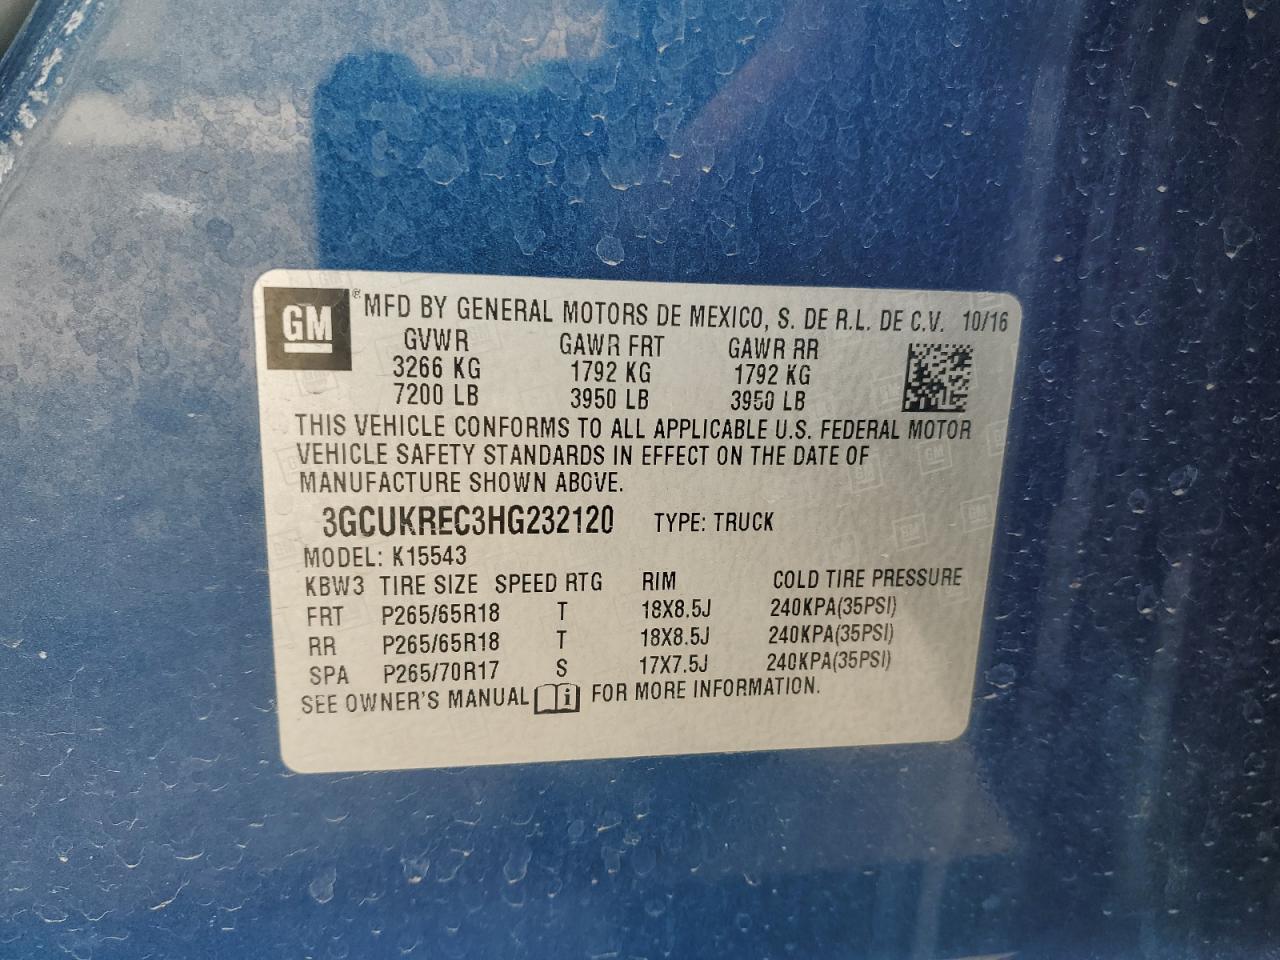 GM ® MFD BY GENERAL MOTORS DE MEXICO, S. DE R.L. DE C.V. 10/16
GVWR GAWR FRT GAWR RR
3266 KG 1792 KG 1792 KG
7200 LB 3950 LB 3950 LB
THIS VEHICLE CONFORMS TO ALL APPLICABLE U.S. FEDERAL MOTOR
VEHICLE SAFETY STANDARDS IN EFFECT ON THE DATE OF
MANUFACTURE SHOWN ABOVE.
3GCUKREC3HG232120 TYPE: TRUCK
MODEL: K15543
KBW3 TIRE SIZE SPEED RTG RIM COLD TIRE PRESSURE
FRT P265/65R18 T 18X8.5J 240KPA(35PSI)
RR P265/65R18 T 18X8.5J 240KPA(35PSI)
SPA P265/70R17 S 17X7.5J 240KPA(35PSI)
SEE OWNER'S MANUAL i FOR MORE INFORMATION.